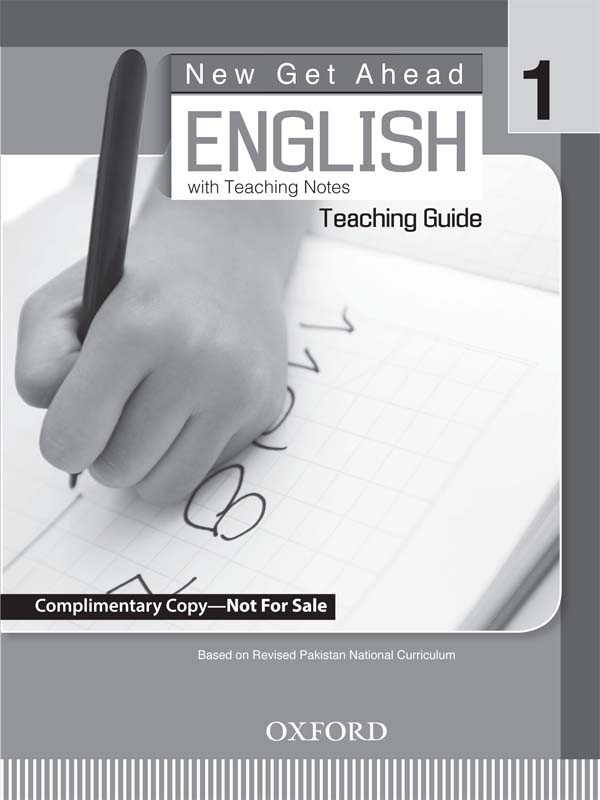 New Get Ahead
1
ENGLISH
with Teaching Notes
Teaching Guide
Complimentary Copy—Not For Sale
Based on Revised Pakistan National Curriculum
OXFORD